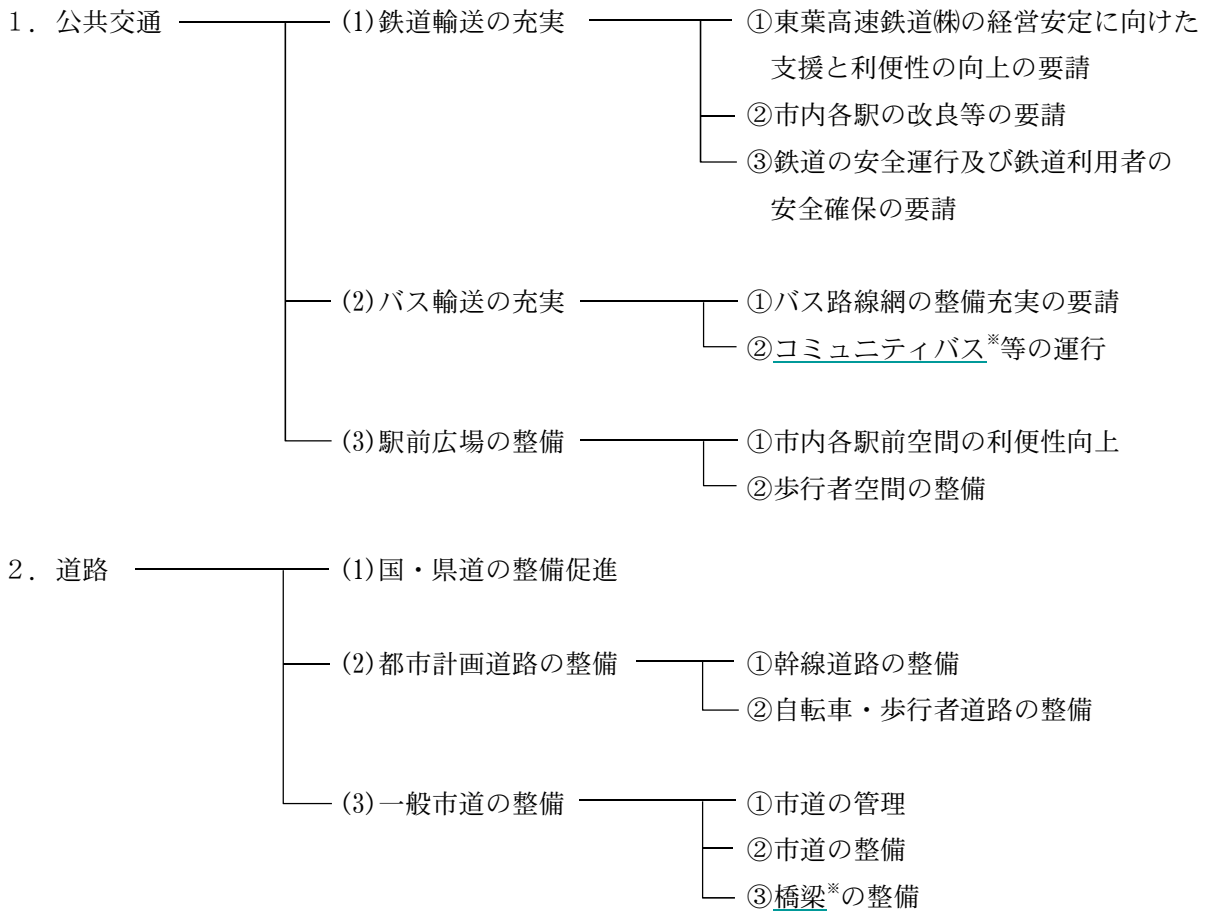 １．公共交通
(1)鉄道輸送の充実
①東葉高速鉄道㈱の経営安定に向けた
支援と利便性の向上の要請
②市内各駅の改良等の要請
③鉄道の安全運行及び鉄道利用者の
安全確保の要請
(2)バス輸送の充実
①バス路線網の整備充実の要請
②コミュニティバス※等の運行
(3)駅前広場の整備
①市内各駅前空間の利便性向上
②歩行者空間の整備
２．道路
(1)国・県道の整備促進
(2)都市計画道路の整備
①幹線道路の整備
②自転車・歩行者道路の整備
(3)一般市道の整備
①市道の管理
②市道の整備
③橋梁※の整備